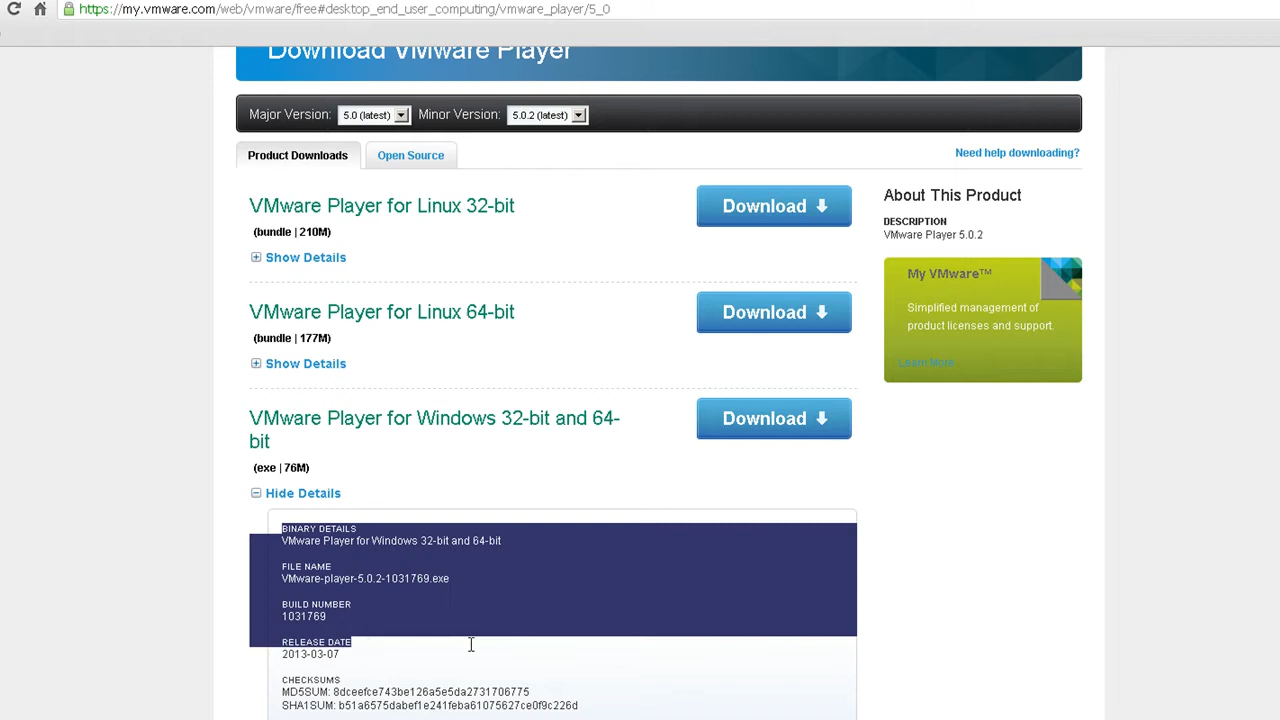 https://my.vmware.com/web/vmware/free#desktop_end_user_computing/vmware_player/5_0
Download VMware Player
Major Version: 5.0 (latest) Minor Version: 5.0.2 (latest)
Product Downloads Open Source Need help downloading?
VMware Player for Linux 32-bit
(bundle | 210M)
Show Details
Download
VMware Player for Linux 64-bit
(bundle | 177M)
Show Details
Download
VMware Player for Windows 32-bit and 64-
bit
(exe | 76M)
Hide Details
Download
BINARY DETAILS
VMware Player for Windows 32-bit and 64-bit
FILE NAME
VMware-player-5.0.2-1031769.exe
BUILD NUMBER
1031769
RELEASE DATE
2013-03-07
CHECKSUMS
MD5SUM: 8dceefce743be126a5e5da2731706775
SHA1SUM: b51a6575dabef1e241feba61075627ce0f9c226d
About This Product
DESCRIPTION
VMware Player 5.0.2
My VMware™
Simplified management of
product licenses and support.
Learn More